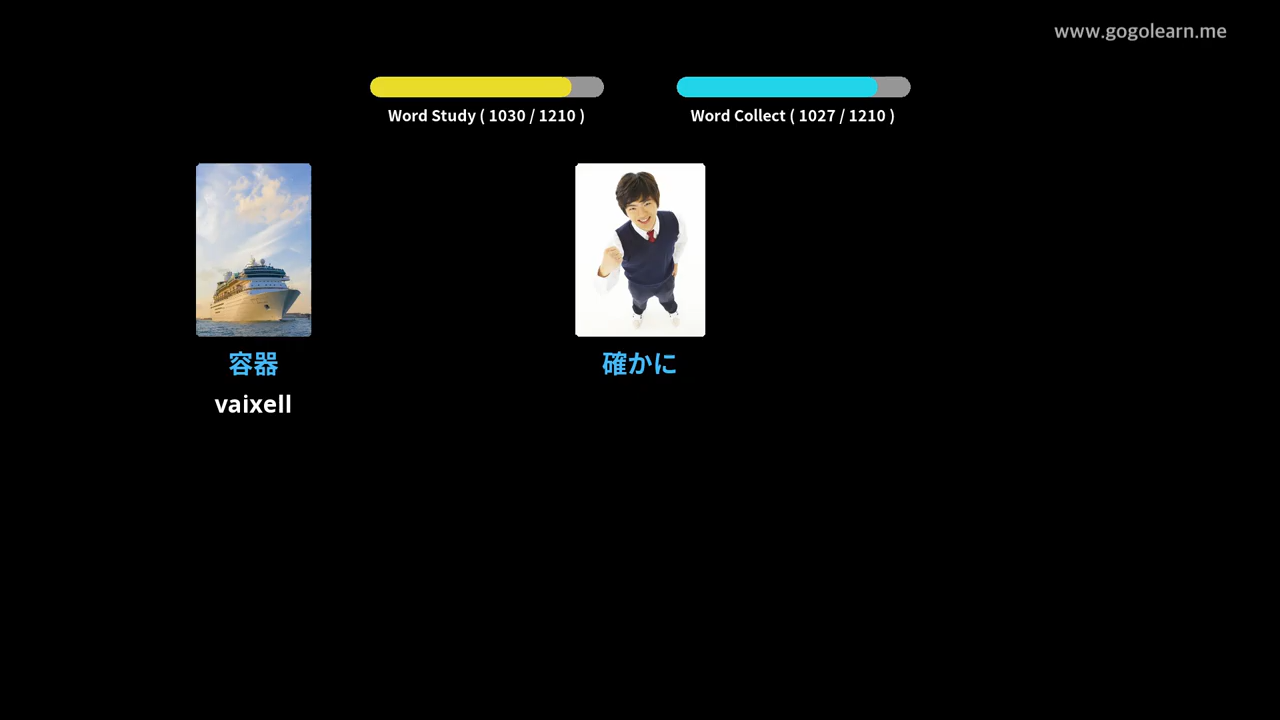 www.gogolearn.me
Word Study ( 1030 / 1210 )
Word Collect ( 1027 / 1210 )
容器
確かに
vaixell